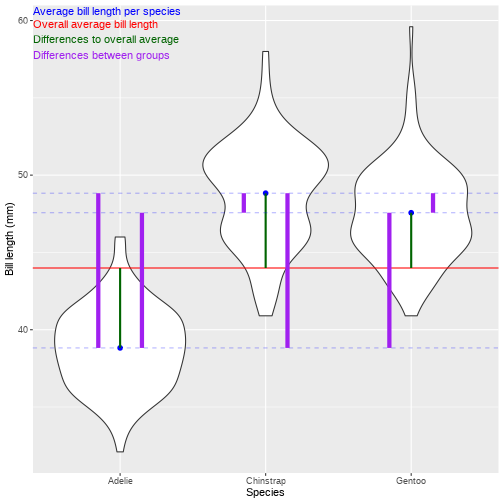 Average bill length per species
Overall average bill length
Differences to overall average
Differences between groups
60
50
40
Bill length (mm)
Adelie
Chinstrap
Gentoo
Species